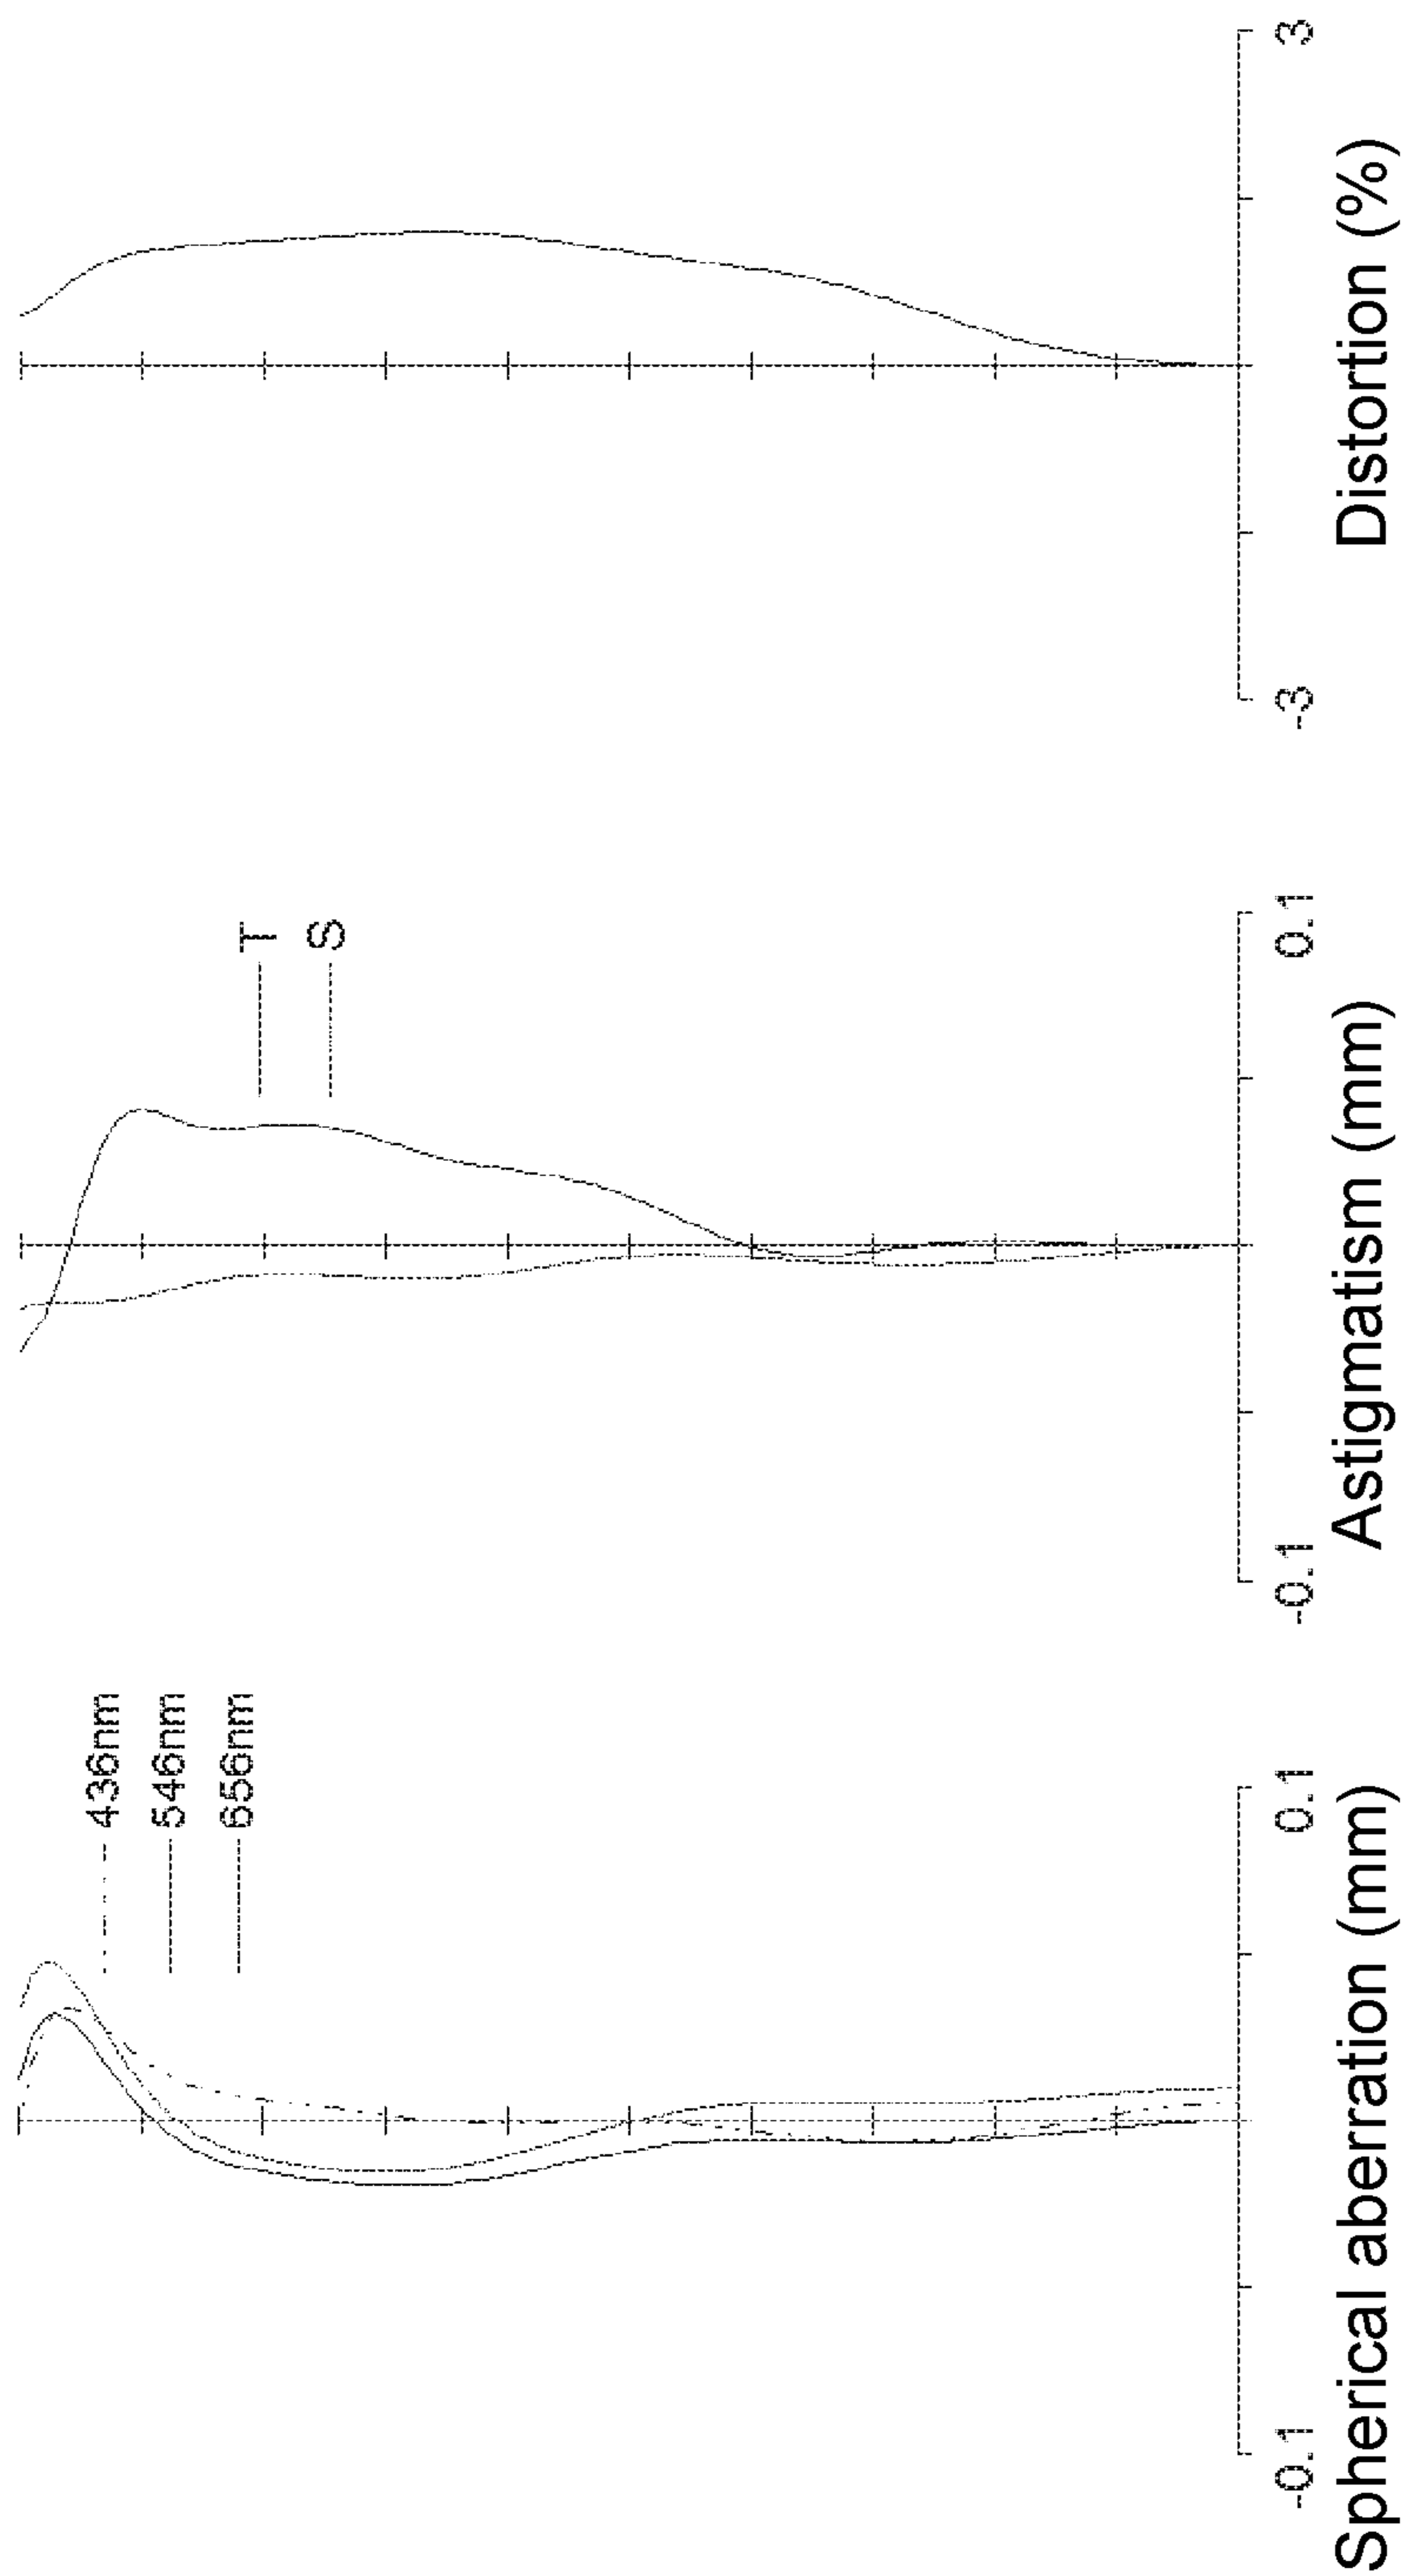 436nm
546nm
656nm
-0.1
0.1
Spherical aberration (mm)
T
S
-0.1
0.1
Astigmatism (mm)
-3
3
Distortion (%)